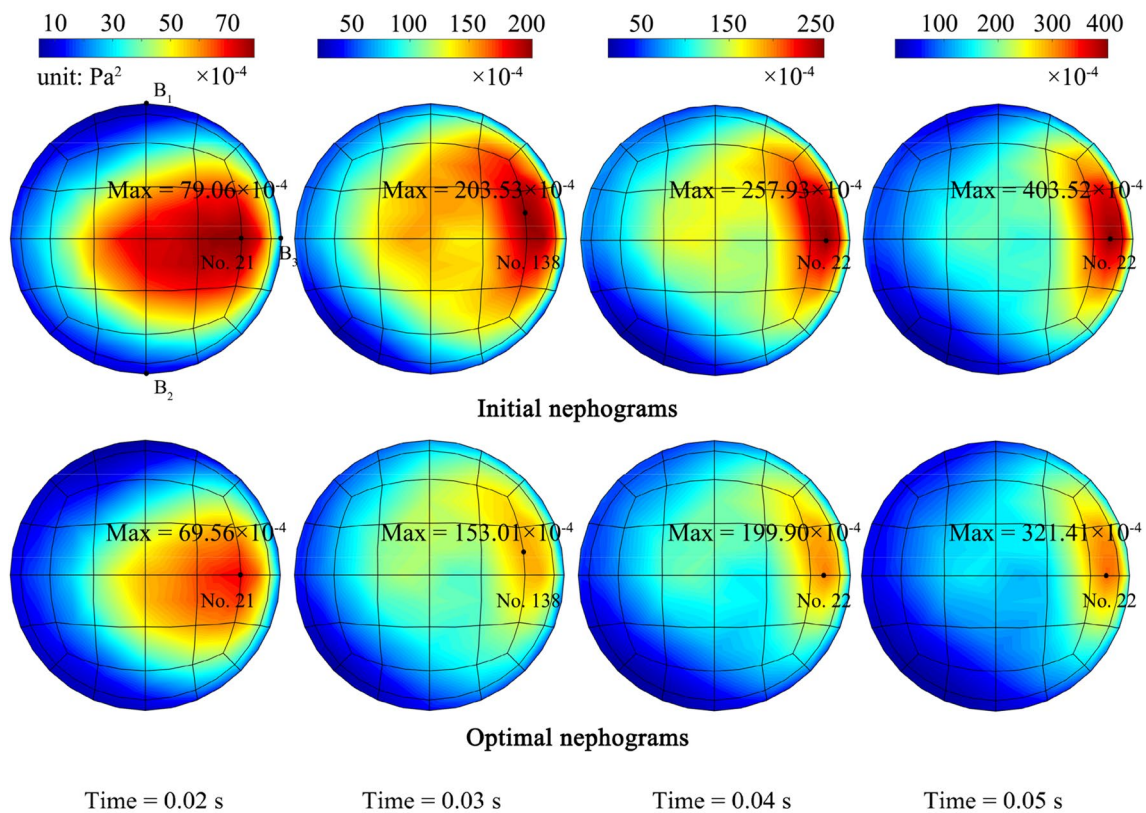 10 30 50 70
50 100 150 200
50 150 250
100 200 300 400
unit: Pa²
×10⁻⁴
×10⁻⁴
×10⁻⁴
×10⁻⁴
B₁
Max = 79.06×10⁻⁴
Max = 203.53×10⁻⁴
Max = 257.93×10⁻⁴
Max = 403.52×10⁻⁴
No. 21
B₃
No. 138
No. 22
No. 22
B₂
Initial nephograms
Max = 69.56×10⁻⁴
Max = 153.01×10⁻⁴
Max = 199.90×10⁻⁴
Max = 321.41×10⁻⁴
No. 21
No. 138
No. 22
No. 22
Optimal nephograms
Time = 0.02 s
Time = 0.03 s
Time = 0.04 s
Time = 0.05 s